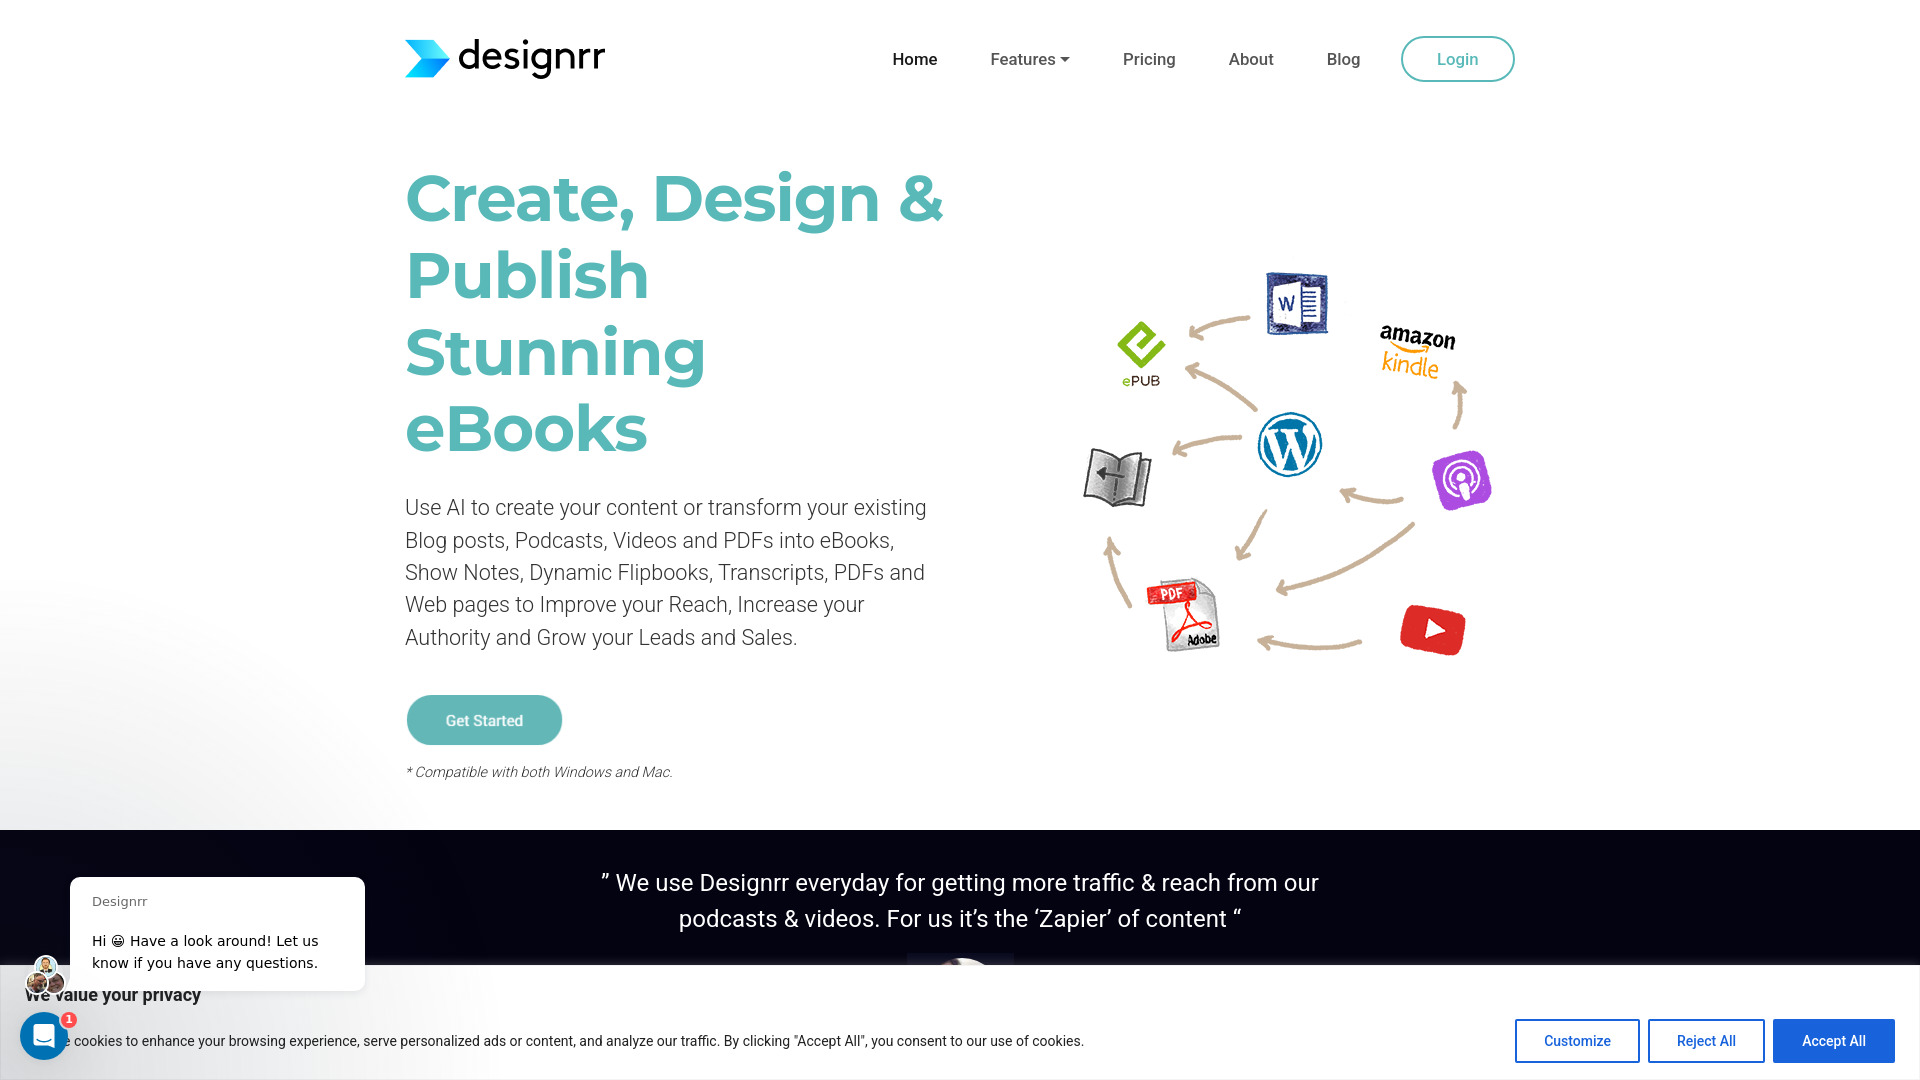 designrr
Home
Features
Pricing
About
Blog
Login
Create, Design &
Publish
Stunning
eBooks
Use AI to create your content or transform your existing
Blog posts, Podcasts, Videos and PDFs into eBooks,
Show Notes, Dynamic Flipbooks, Transcripts, PDFs and
Web pages to Improve your Reach, Increase your
Authority and Grow your Leads and Sales.
Get Started
* Compatible with both Windows and Mac.
W
amazon
kindle
ePUB
PDF
Adobe
” We use Designrr everyday for getting more traffic & reach from our
podcasts & videos. For us it’s the ‘Zapier’ of content “
Designrr
Hi 😀 Have a look around! Let us
know if you have any questions.
We value your privacy
1
cookies to enhance your browsing experience, serve personalized ads or content, and analyze our traffic. By clicking "Accept All", you consent to our use of cookies.
Customize
Reject All
Accept All